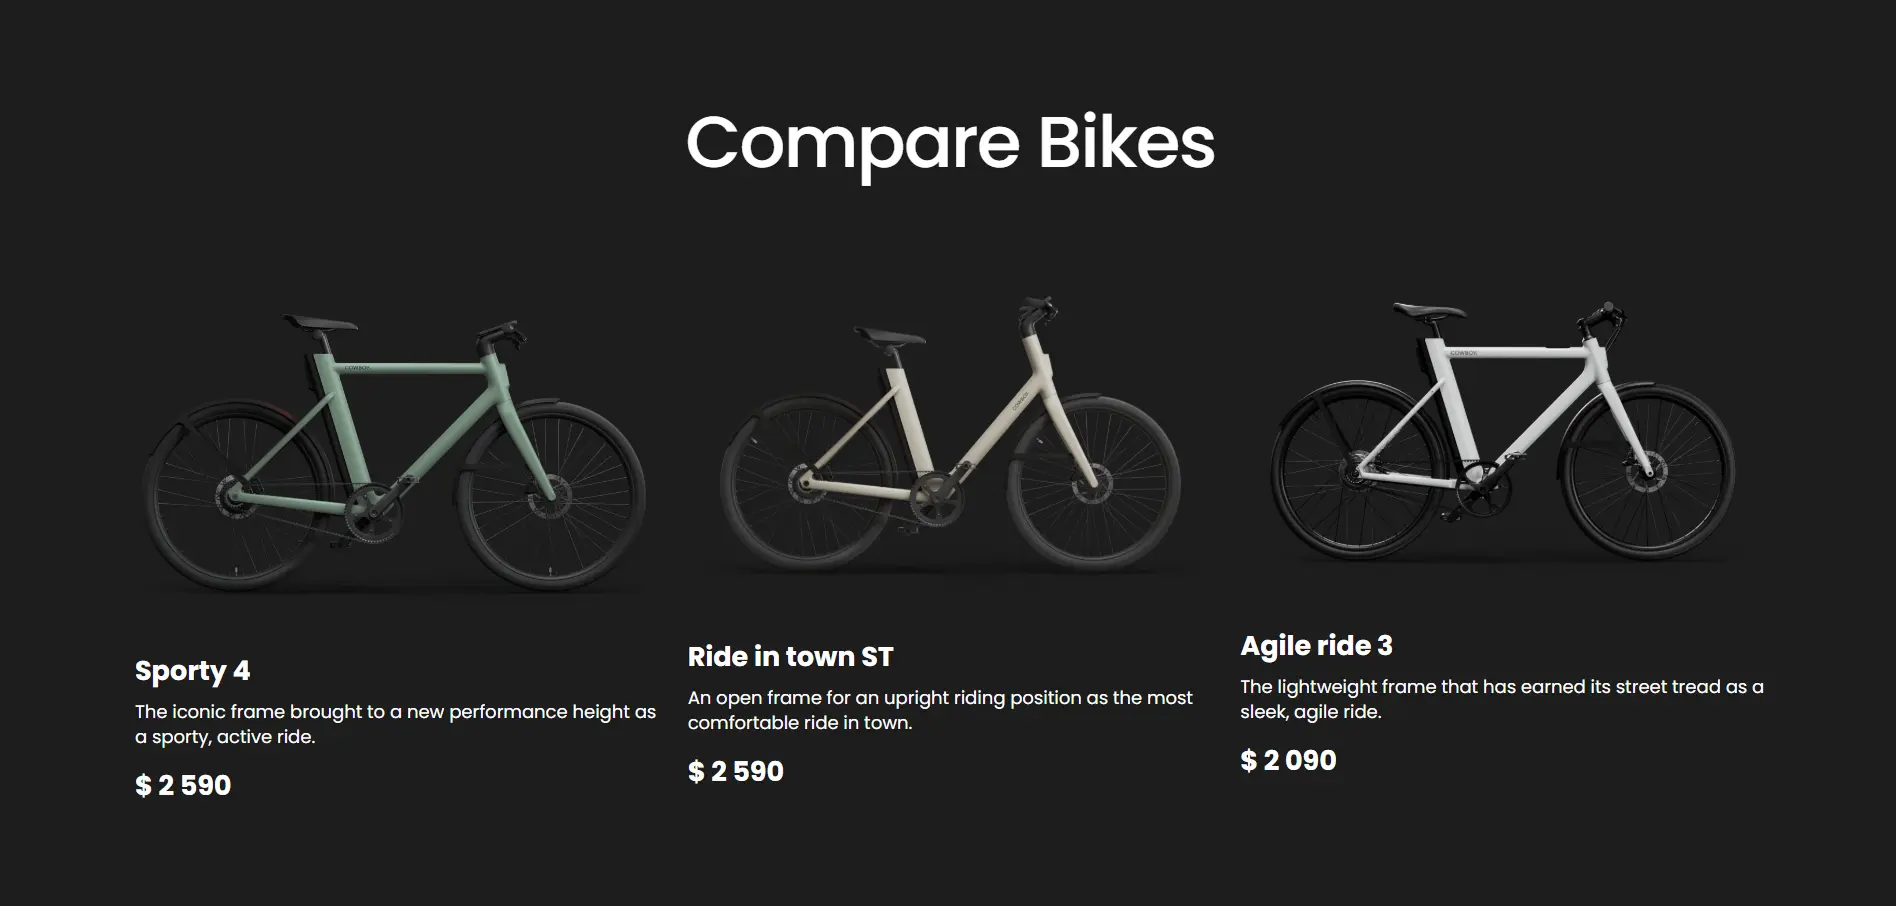 Compare Bikes
COWBOY
COWBOY
COWBOY
Sporty 4
The iconic frame brought to a new performance height as
a sporty, active ride.
$ 2 590
Ride in town ST
An open frame for an upright riding position as the most
comfortable ride in town.
$ 2 590
Agile ride 3
The lightweight frame that has earned its street tread as a
sleek, agile ride.
$ 2 090